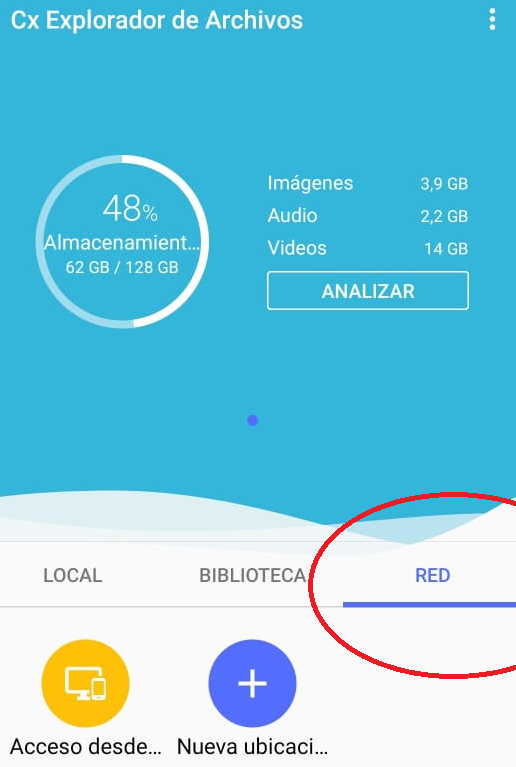 Cx Explorador de Archivos
48%
Almacenamient...
62 GB / 128 GB
Imágenes 3,9 GB
Audio 2,2 GB
Videos 14 GB
ANALIZAR
LOCAL BIBLIOTECA RED
Acceso desde... Nueva ubicaci...